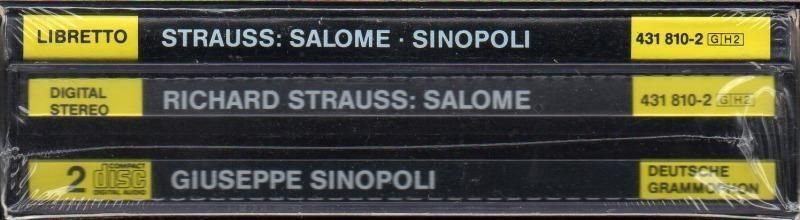 LIBRETTO STRAUSS: SALOME · SINOPOLI 431 810-2 GH2
DIGITAL STEREO RICHARD STRAUSS: SALOME 431 810-2 GH2
2 COMPACT disc DIGITAL AUDIO GIUSEPPE SINOPOLI DEUTSCHE GRAMMOPHON